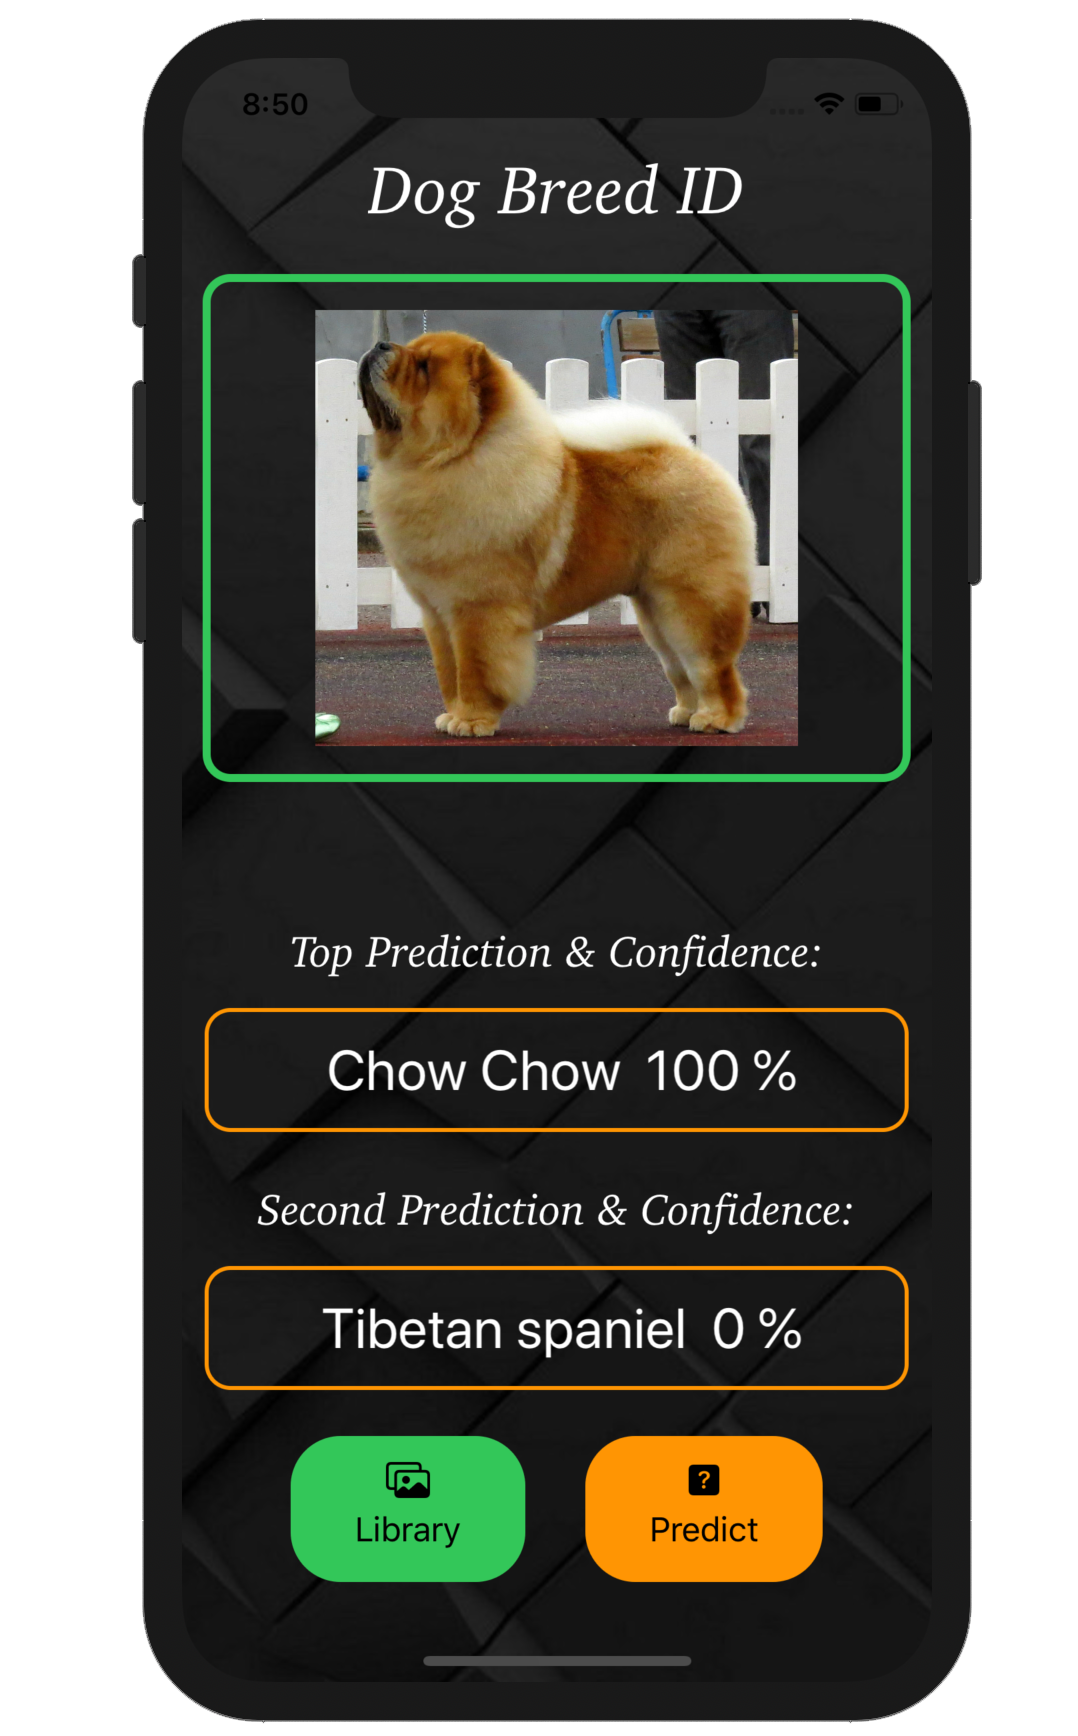 8:50
Dog Breed ID
Top Prediction & Confidence:
Chow Chow 100 %
Second Prediction & Confidence:
Tibetan spaniel 0 %
?
Library Predict